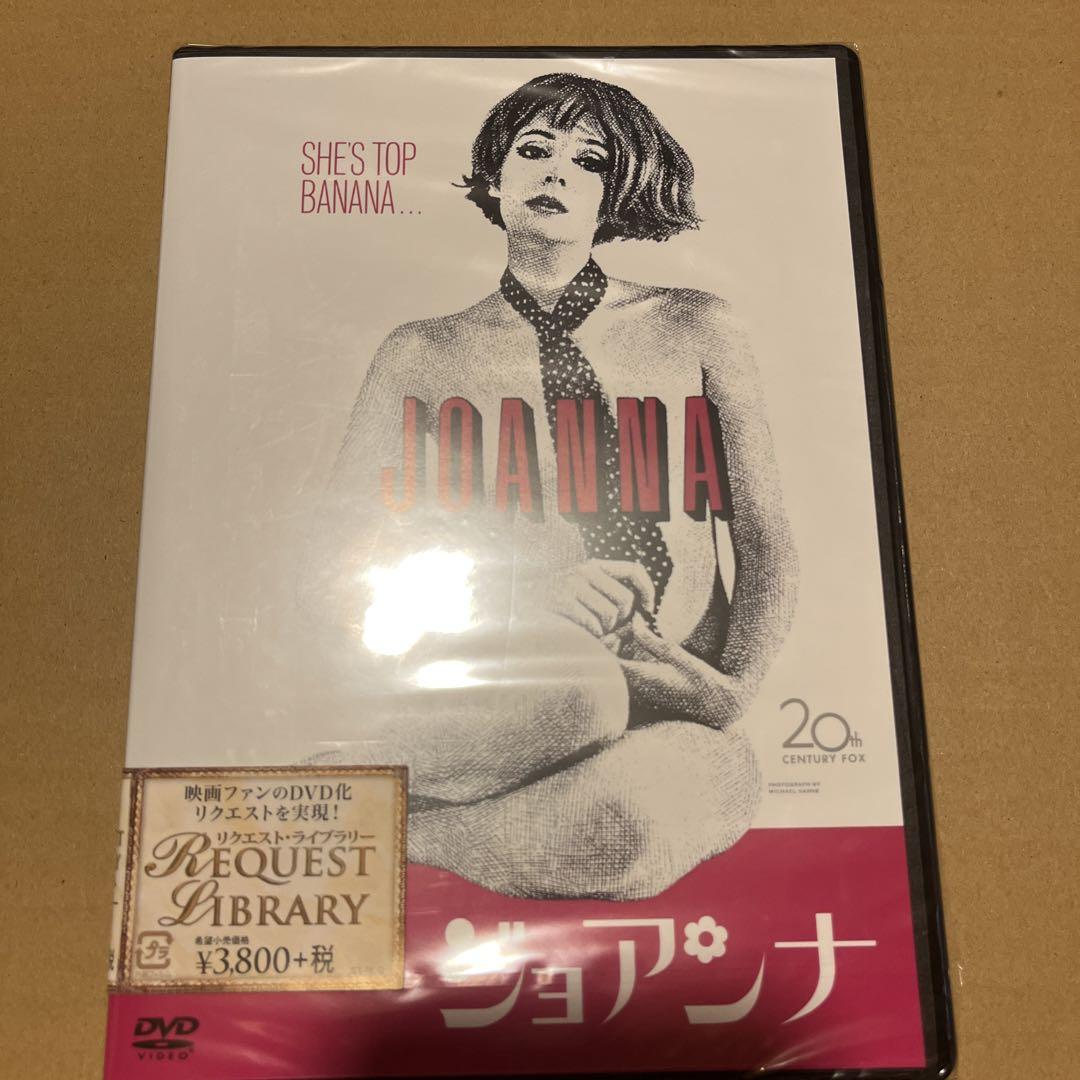 SHE'S TOP
BANANA...
JOANNA
20th
CENTURY FOX
PHOTOGRAPH BY
映画ファンのDVD化
リクエストを実現!
リクエスト・ライブラリー
REQUEST
LIBRARY
希望小売価格
¥3,800+税
プラ
ジョアンナ
DVD
VIDEO